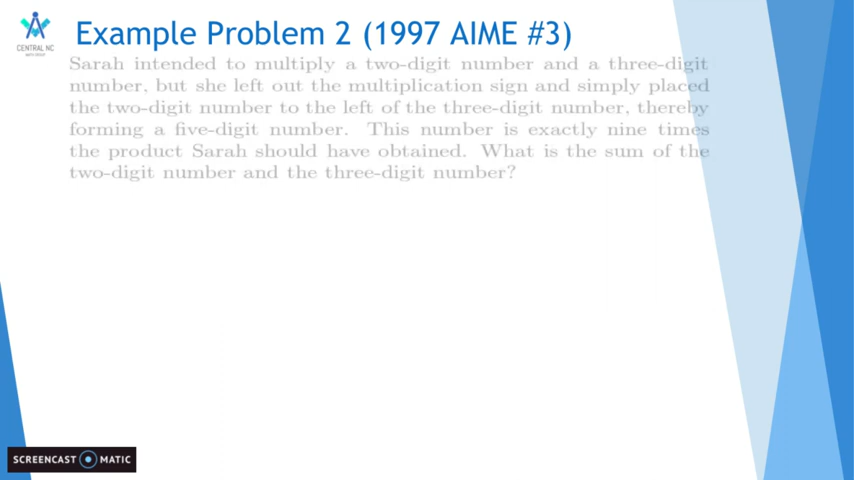 Example Problem 2 (1997 AIME #3)
CENTRAL NC
Sarah intended to multiply a two-digit number and a three-digit
number, but she left out the multiplication sign and simply placed
the two-digit number to the left of the three-digit number, thereby
forming a five-digit number. This number is exactly nine times
the product Sarah should have obtained. What is the sum of the
two-digit number and the three-digit number?
SCREENCAST MATIC